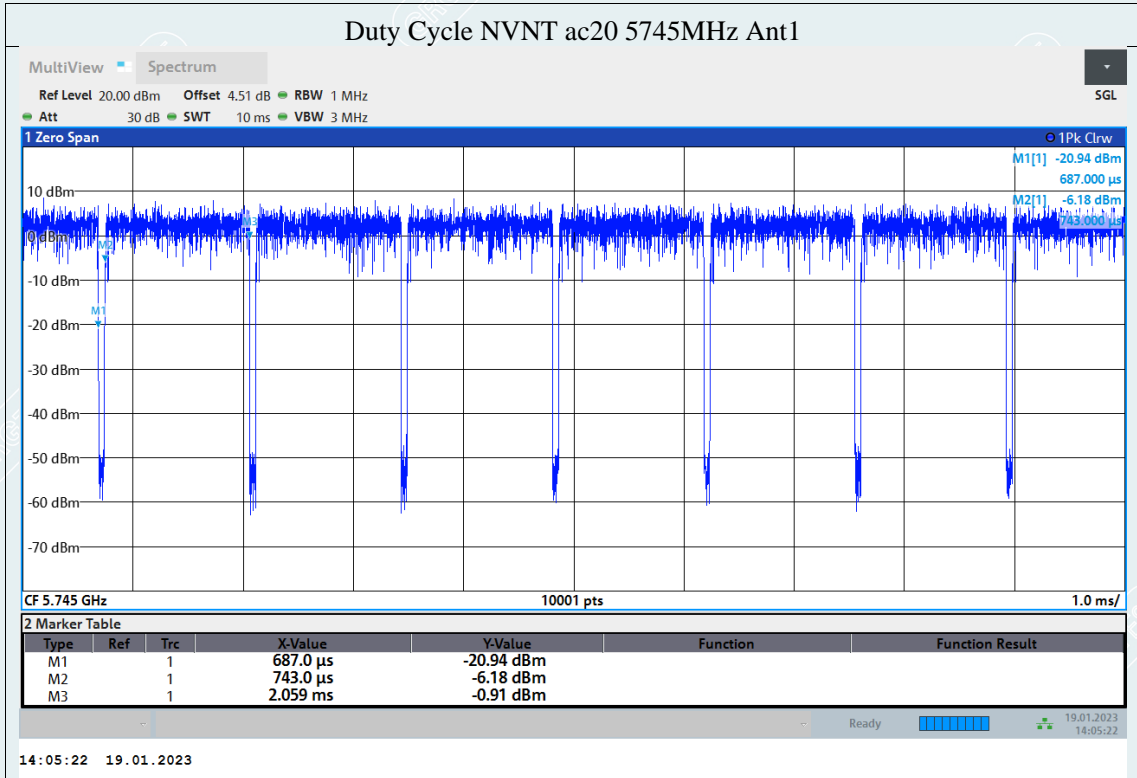 Duty Cycle NVNT ac20 5745MHz Ant1
MultiView Spectrum
Ref Level 20.00 dBm Offset 4.51 dB RBW 1 MHz SGL
Att 30 dB SWT 10 ms VBW 3 MHz
1 Zero Span 1Pk Clrw
M1[1] -20.94 dBm
687.000 µs
10 dBm
M2[1] -6.18 dBm
743.000 µs
M3
0 dBm
M2
-10 dBm
M1
-20 dBm
-30 dBm
-40 dBm
-50 dBm
-60 dBm
-70 dBm
CF 5.745 GHz 10001 pts 1.0 ms/
2 Marker Table
Type Ref Trc X-Value Y-Value Function Function Result
M1 1 687.0 µs -20.94 dBm
M2 1 743.0 µs -6.18 dBm
M3 1 2.059 ms -0.91 dBm
Ready 19.01.2023
14:05:22
14:05:22 19.01.2023